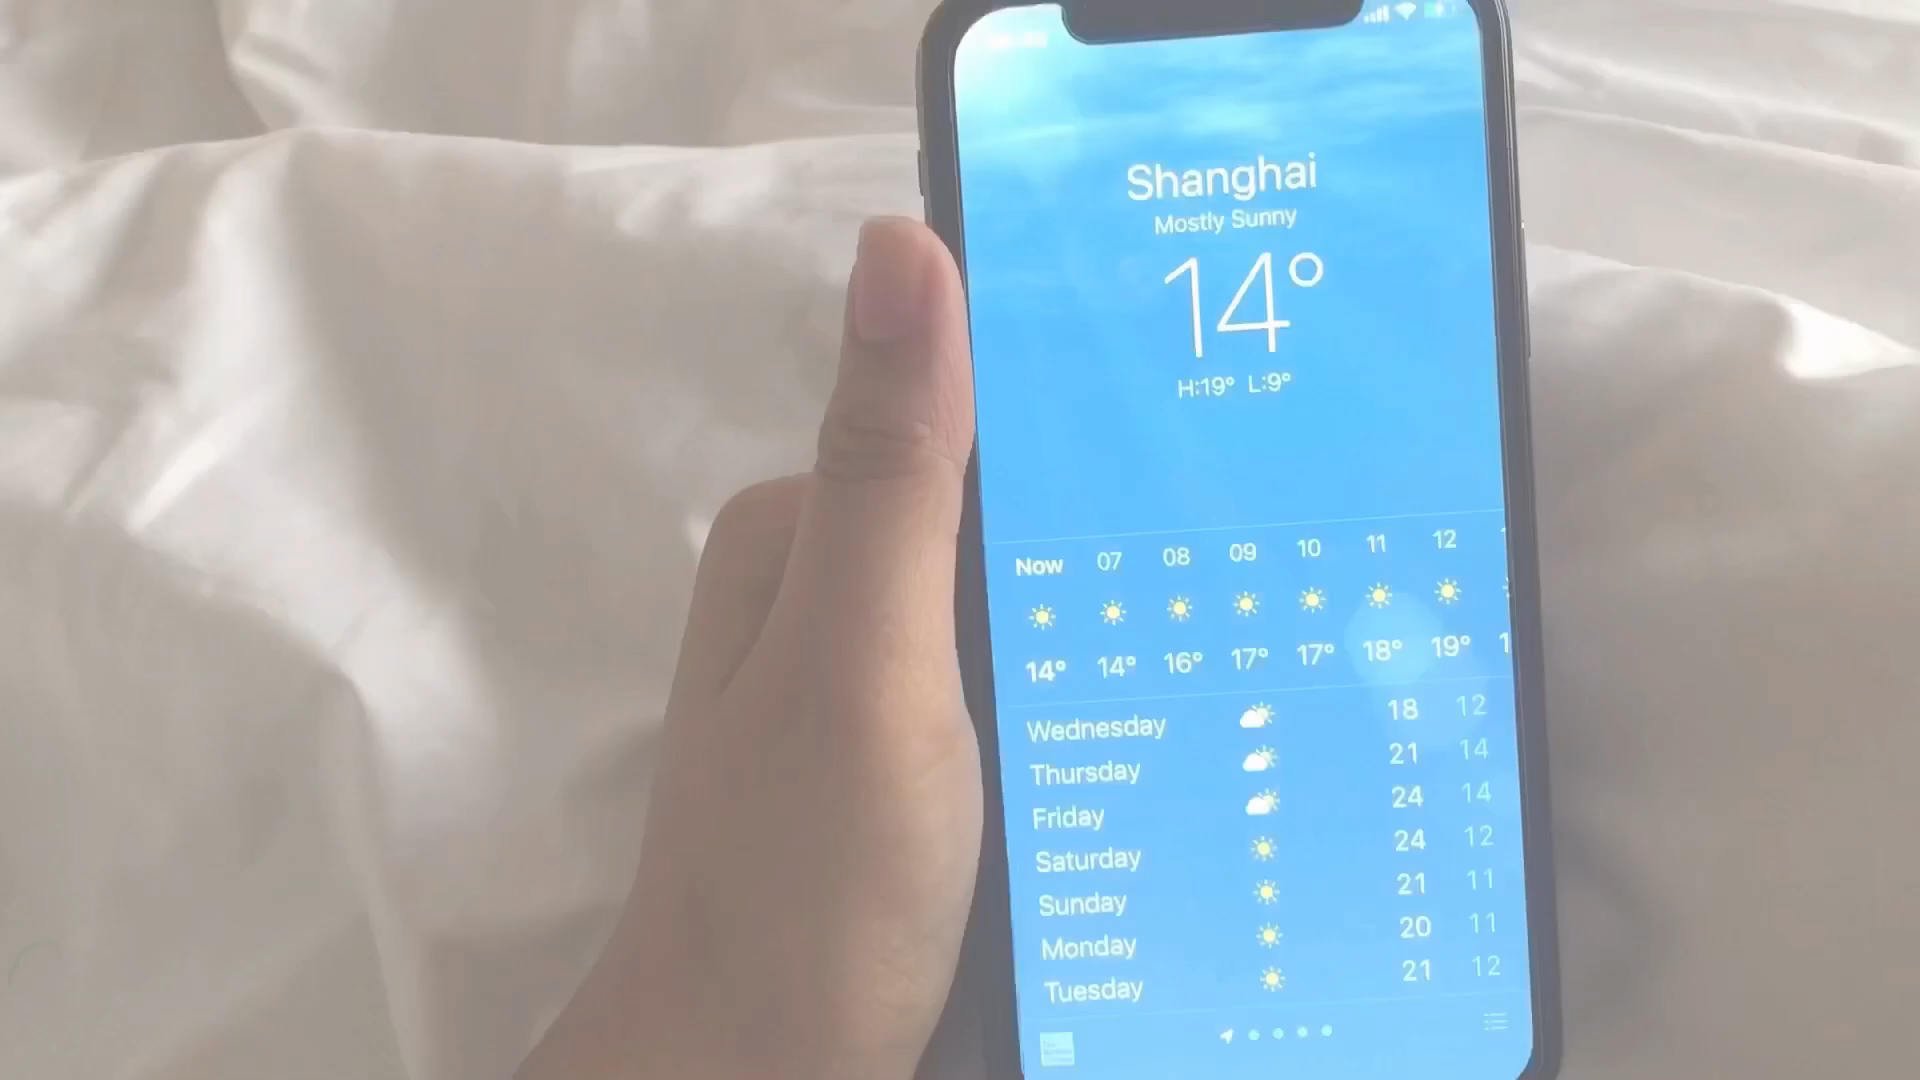 Shanghai
Mostly Sunny
14°
H:19° L:9°
Now 07 08 09 10 11 12
14° 14° 16° 17° 17° 18° 19°
Wednesday 18 12
Thursday 21 14
Friday 24 14
Saturday 24 12
Sunday 21 11
Monday 20 11
Tuesday 21 12